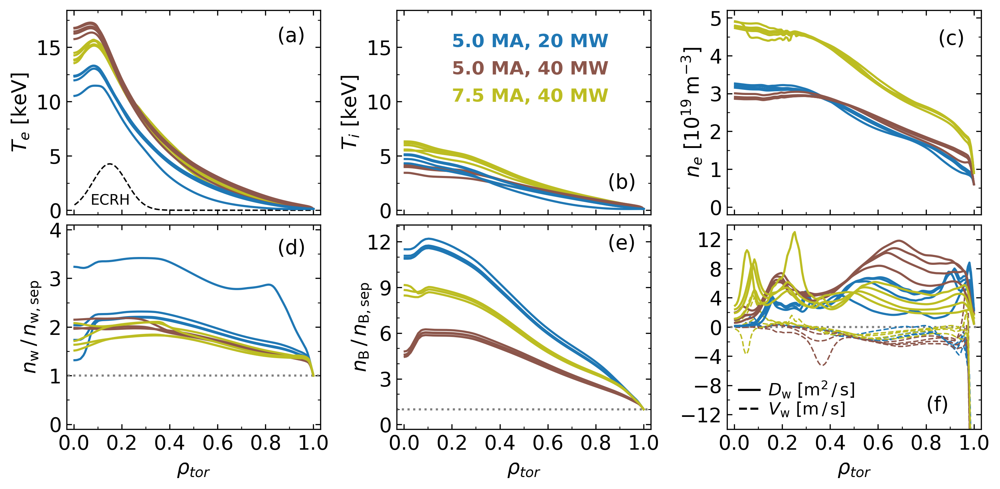 (a)
T_e [keV]
15
10
5
0
ECRH
(b)
T_i [keV]
15
10
5
0
5.0 MA, 20 MW
5.0 MA, 40 MW
7.5 MA, 40 MW
(c)
n_e [10^19 m^−3]
5
4
3
2
1
0
(d)
n_w / n_w,sep
4
3
2
1
0
0.0 0.2 0.4 0.6 0.8 1.0
ρ_tor
(e)
n_B / n_B,sep
12
9
6
3
0
0.0 0.2 0.4 0.6 0.8 1.0
ρ_tor
12
8
4
0
−4
−8
−12
D_w [m^2 / s]
V_w [m / s]
(f)
0.0 0.2 0.4 0.6 0.8 1.0
ρ_tor